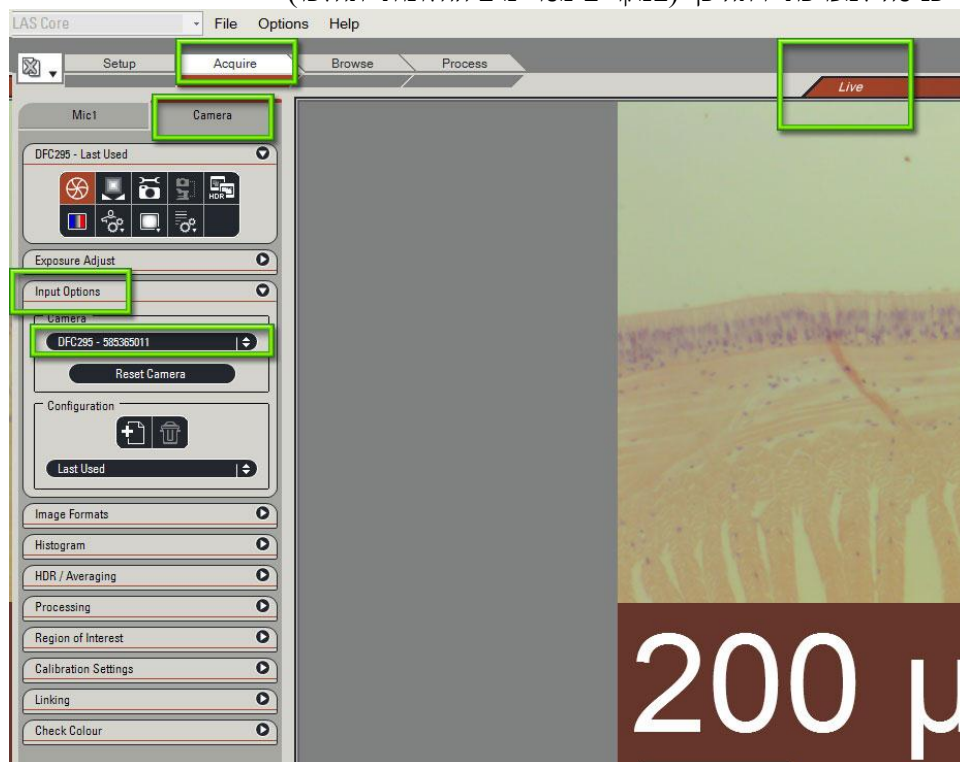 LAS Core File Options Help
Setup Acquire Browse Process
Live
Mic1 Camera
DFC295 - Last Used
HDR
Exposure Adjust
Input Options
Camera
DFC295 - 585365011
Reset Camera
Configuration
Last Used
Image Formats
Histogram
HDR / Averaging
Processing
Region of Interest
Calibration Settings
Linking
Check Colour
200 µ